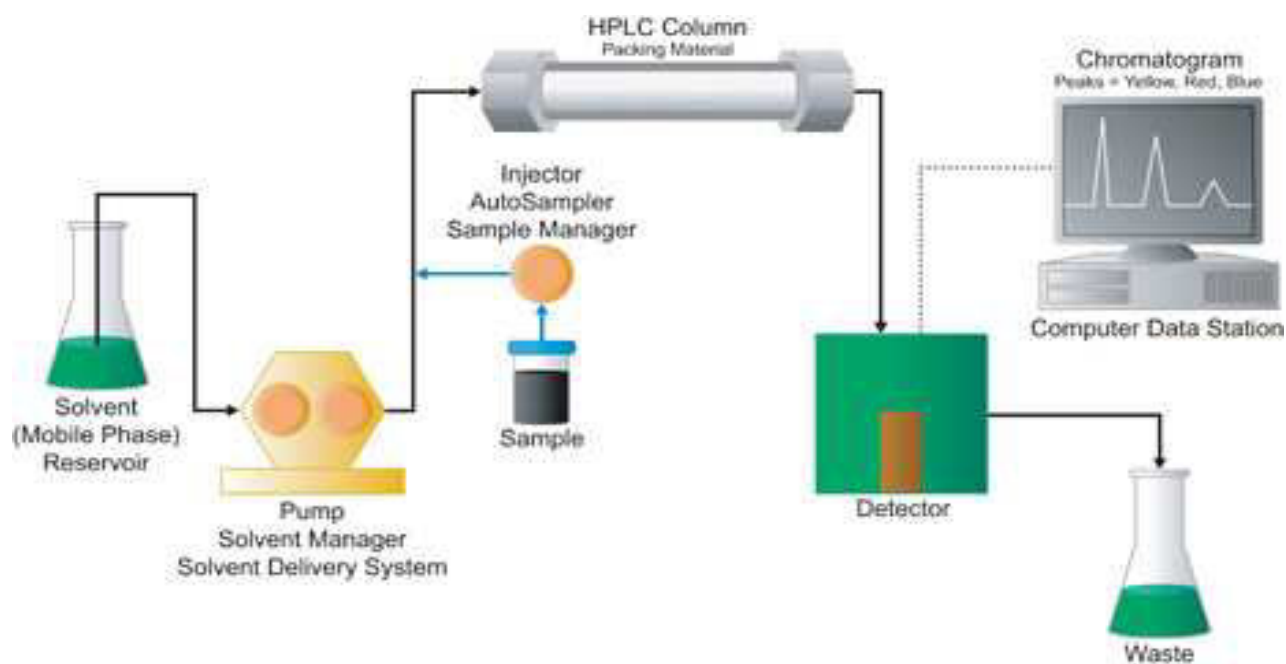 HPLC Column
Packing Material
Chromatogram
Peaks = Yellow, Red, Blue
Injector
AutoSampler
Sample Manager
Computer Data Station
Solvent
(Mobile Phase)
Reservoir
Sample
Pump
Solvent Manager
Solvent Delivery System
Detector
Waste